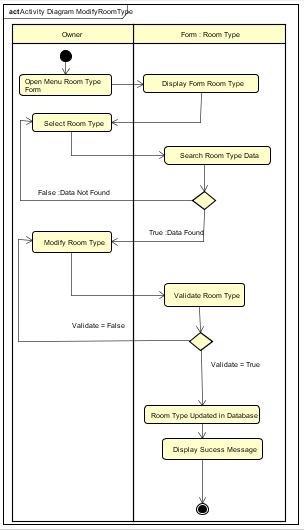 act Activity Diagram ModifyRoomType
Owner
Form : Room Type
Open Menu Room Type
Form
Display Form Room Type
Select Room Type
Search Room Type Data
False :Data Not Found
True :Data Found
Modify Room Type
Validate Room Type
Validate = False
Validate = True
Room Type Updated in Database
Display Sucess Message